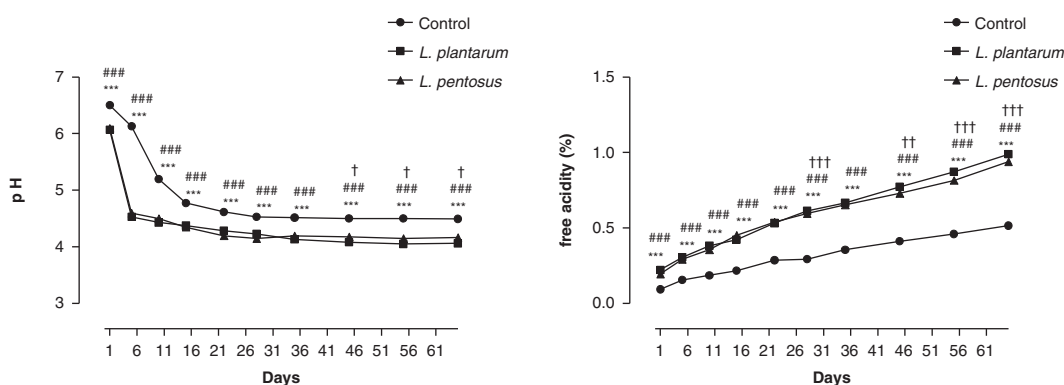 Control
L. plantarum
L. pentosus
7
6
5
4
3
p H
### ### ### ### ### ### ### ### ### ###
*** *** *** *** *** *** *** *** *** ***
† † †
1 6 11 16 21 26 31 36 41 46 51 56 61
Days
Control
L. plantarum
L. pentosus
1.5
1.0
0.5
0.0
free acidity (%)
††† †† ††† †††
### ### ### ### ### ### ### ### ### ###
*** *** *** *** *** *** *** *** *** ***
1 6 11 16 21 26 31 36 41 46 51 56 61
Days